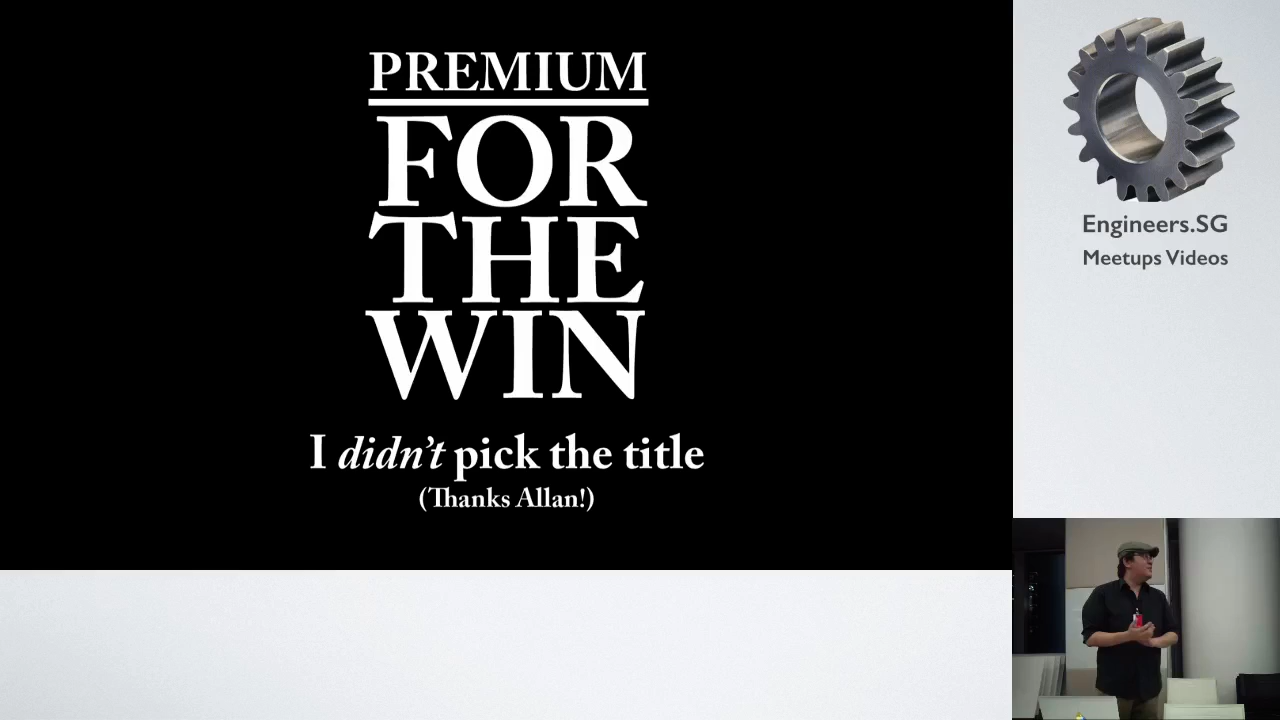 PREMIUM
FOR
THE
WIN
I didn't pick the title
(Thanks Allan!)
Engineers.SG
Meetups Videos